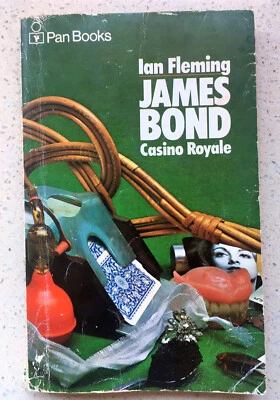 Pan Books
Ian Fleming
JAMES
BOND
Casino Royale